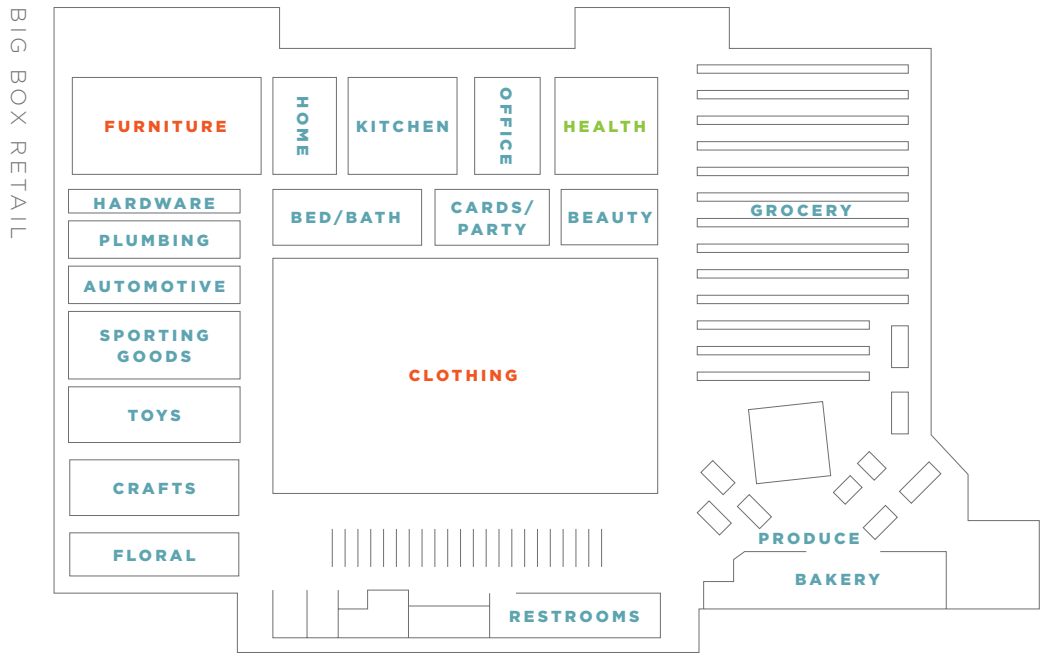 BIG BOX RETAIL
FURNITURE
HOME
KITCHEN
OFFICE
HEALTH
HARDWARE
BED/BATH
CARDS/
PARTY
BEAUTY
GROCERY
PLUMBING
AUTOMOTIVE
SPORTING
GOODS
CLOTHING
TOYS
CRAFTS
FLORAL
PRODUCE
BAKERY
RESTROOMS